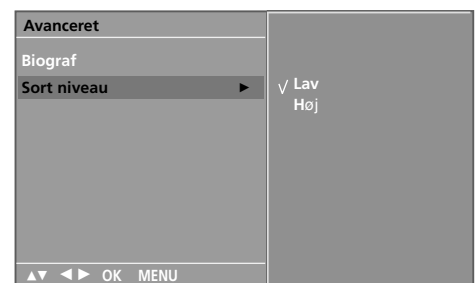 Avanceret
Biograf
Sort niveau ►
√ Lav
Høj
▲▼ ◄► OK MENU